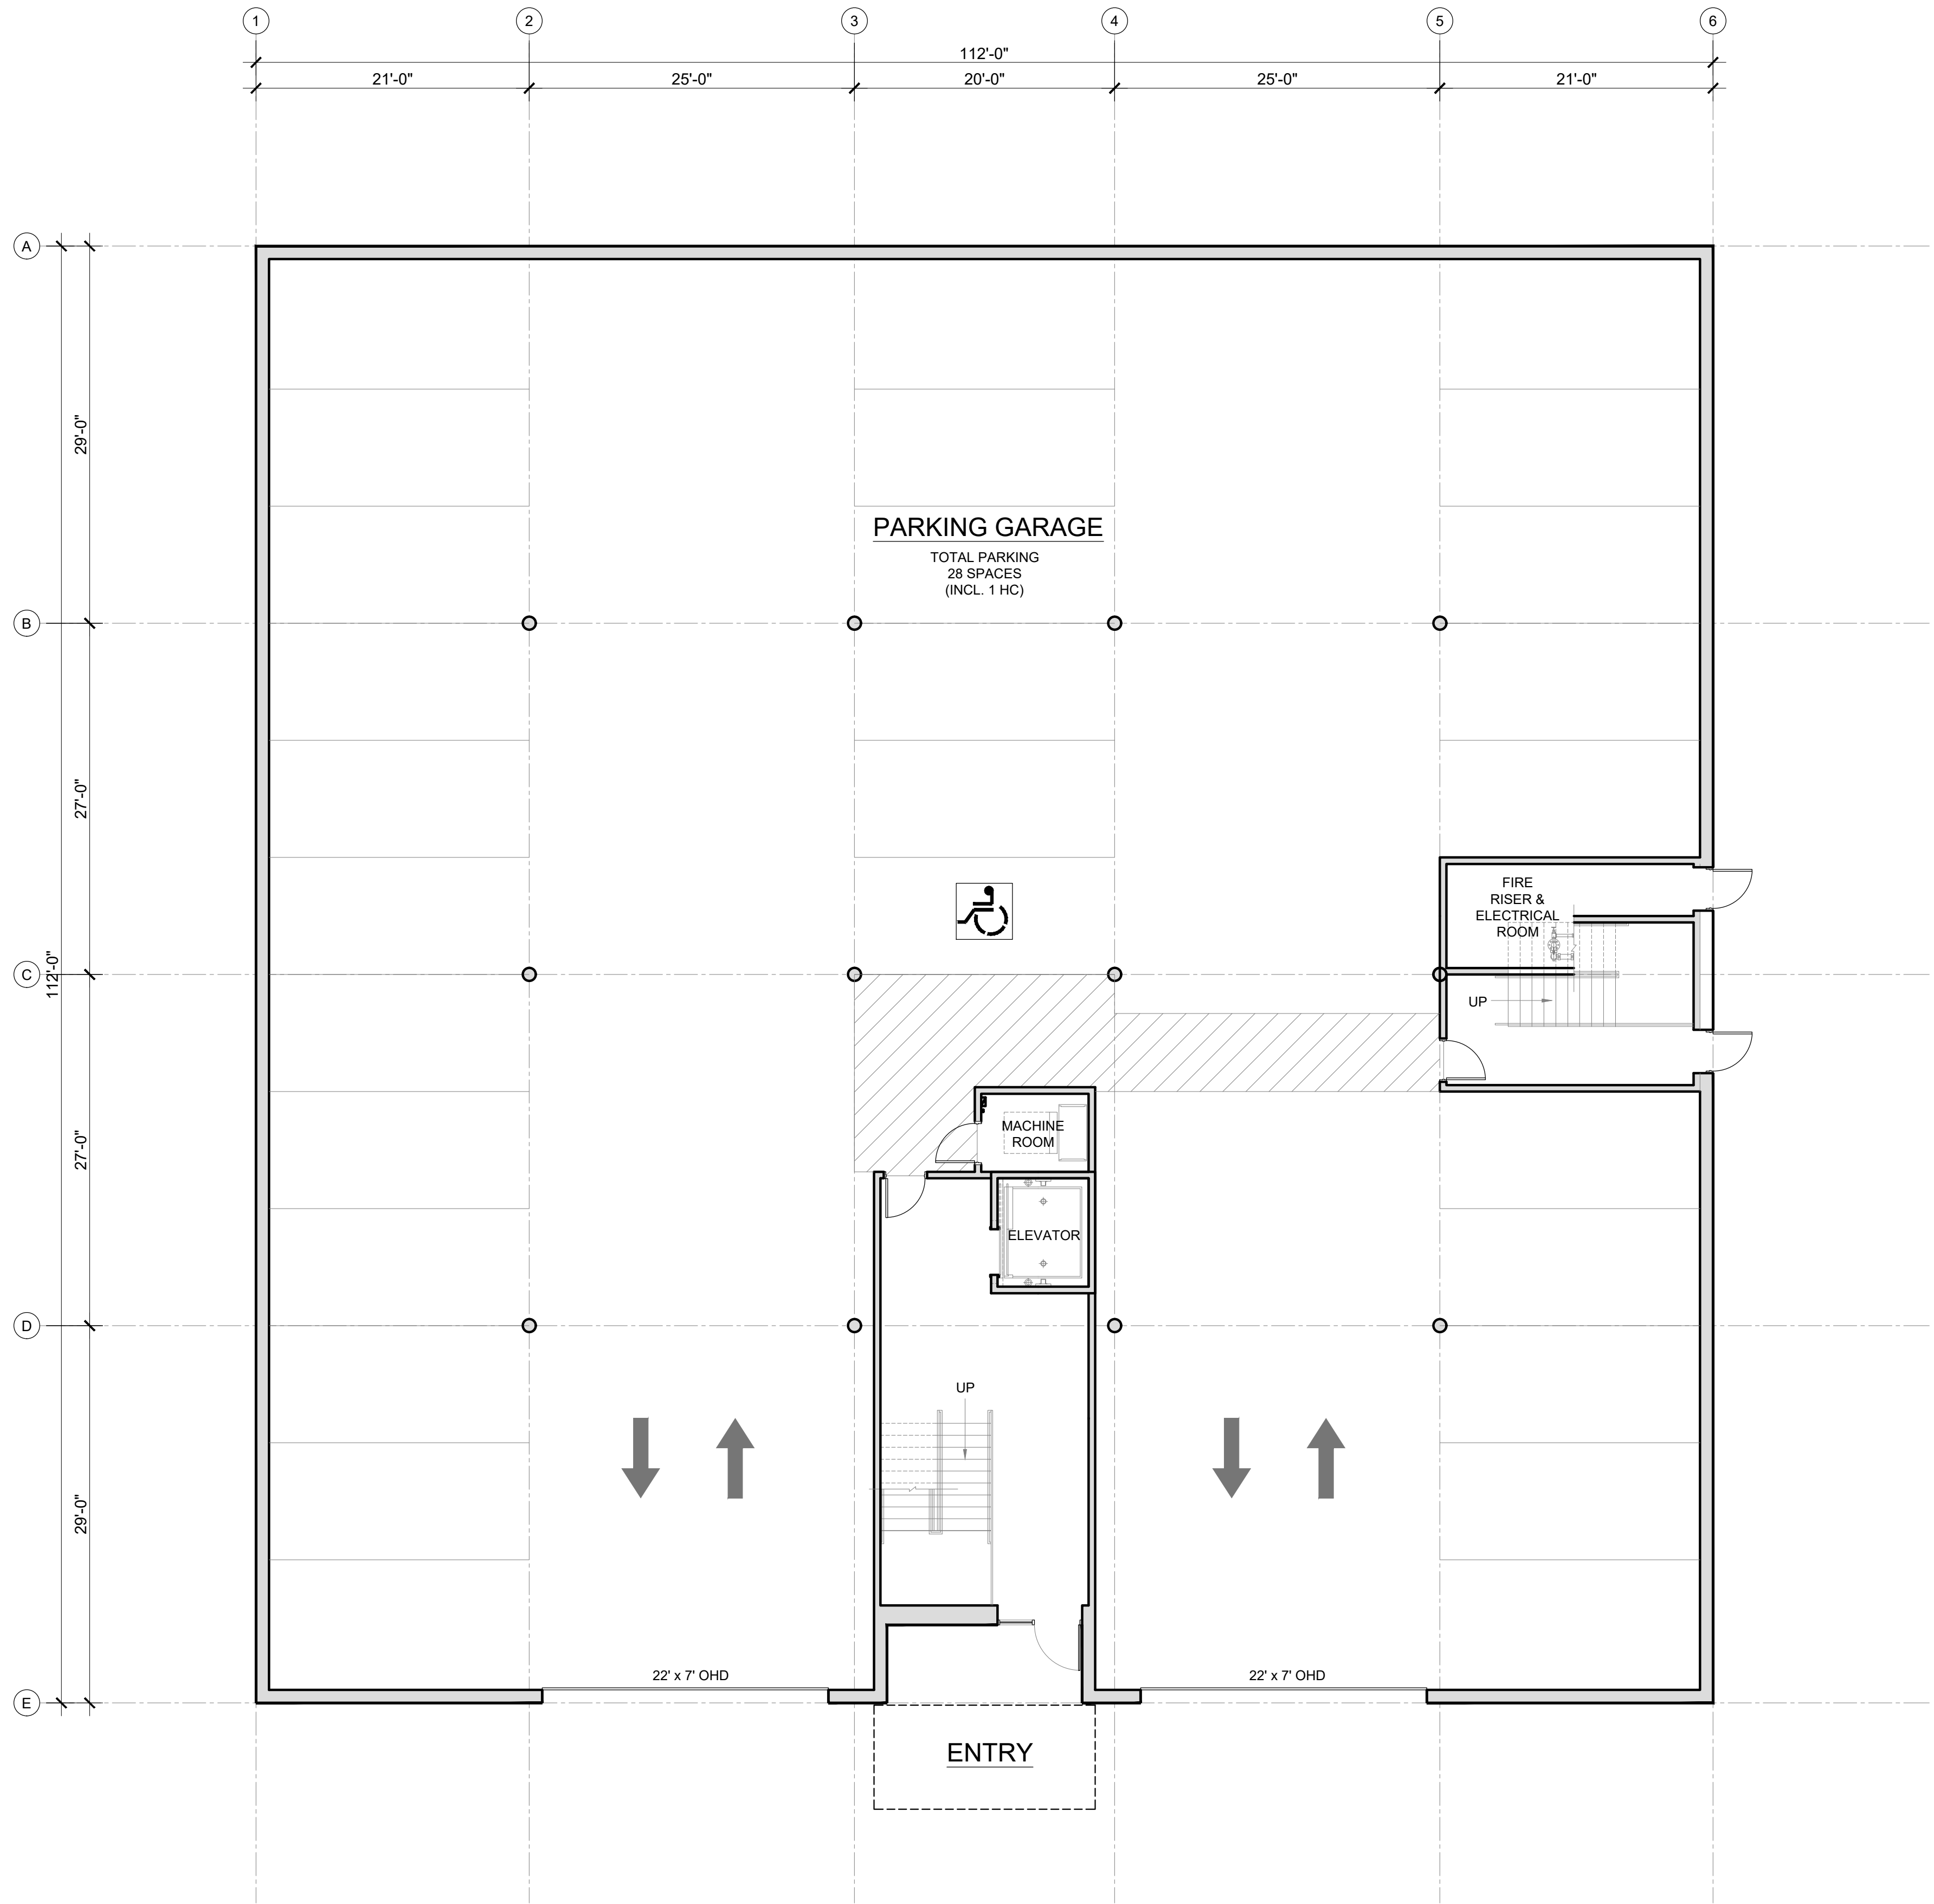 1 2 3 4 5 6
112'-0"
21'-0" 25'-0" 20'-0" 25'-0" 21'-0"
A
29'-0"
PARKING GARAGE
TOTAL PARKING
28 SPACES
(INCL. 1 HC)
B
27'-0"
FIRE
RISER &
ELECTRICAL
ROOM
C
112'-0"
UP
MACHINE
ROOM
27'-0"
ELEVATOR
D
UP
29'-0"
22' x 7' OHD
22' x 7' OHD
E
ENTRY